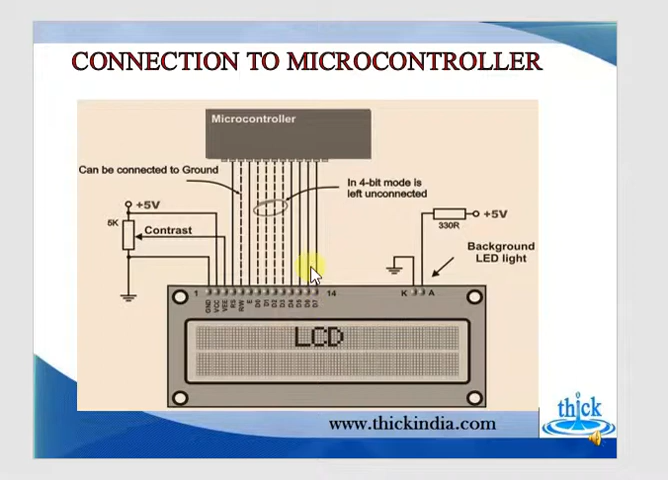 CONNECTION TO MICROCONTROLLER
Microcontroller
Can be connected to Ground
In 4-bit mode is
left unconnected
+5V
5K
Contrast
+5V
330R
Background
LED light
1
GND
VCC
VEE
RS
R/W
E
D0
D1
D2
D3
D4
D5
D6
D7
14
K
A
LCD
www.thickindia.com
thick